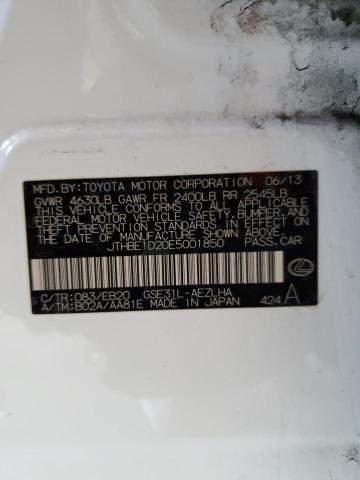 MFD.BY:TOYOTA MOTOR CORPORATION 06/13
GVWR 4630LB GAWR FR 2400LB RR 2545LB
THIS VEHICLE CONFORMS TO ALL APPLICABLE
FEDERAL MOTOR VEHICLE SAFETY, BUMPER, AND
THEFT PREVENTION STANDARDS IN EFFECT ON
THE DATE OF MANUFACTURE SHOWN ABOVE.
JTHBE1D20E5001850 PASS.CAR
C/TR:083/EB20 GSE31L-AEZLHA
A/TM:B02A/AA81E MADE IN JAPAN 424 A